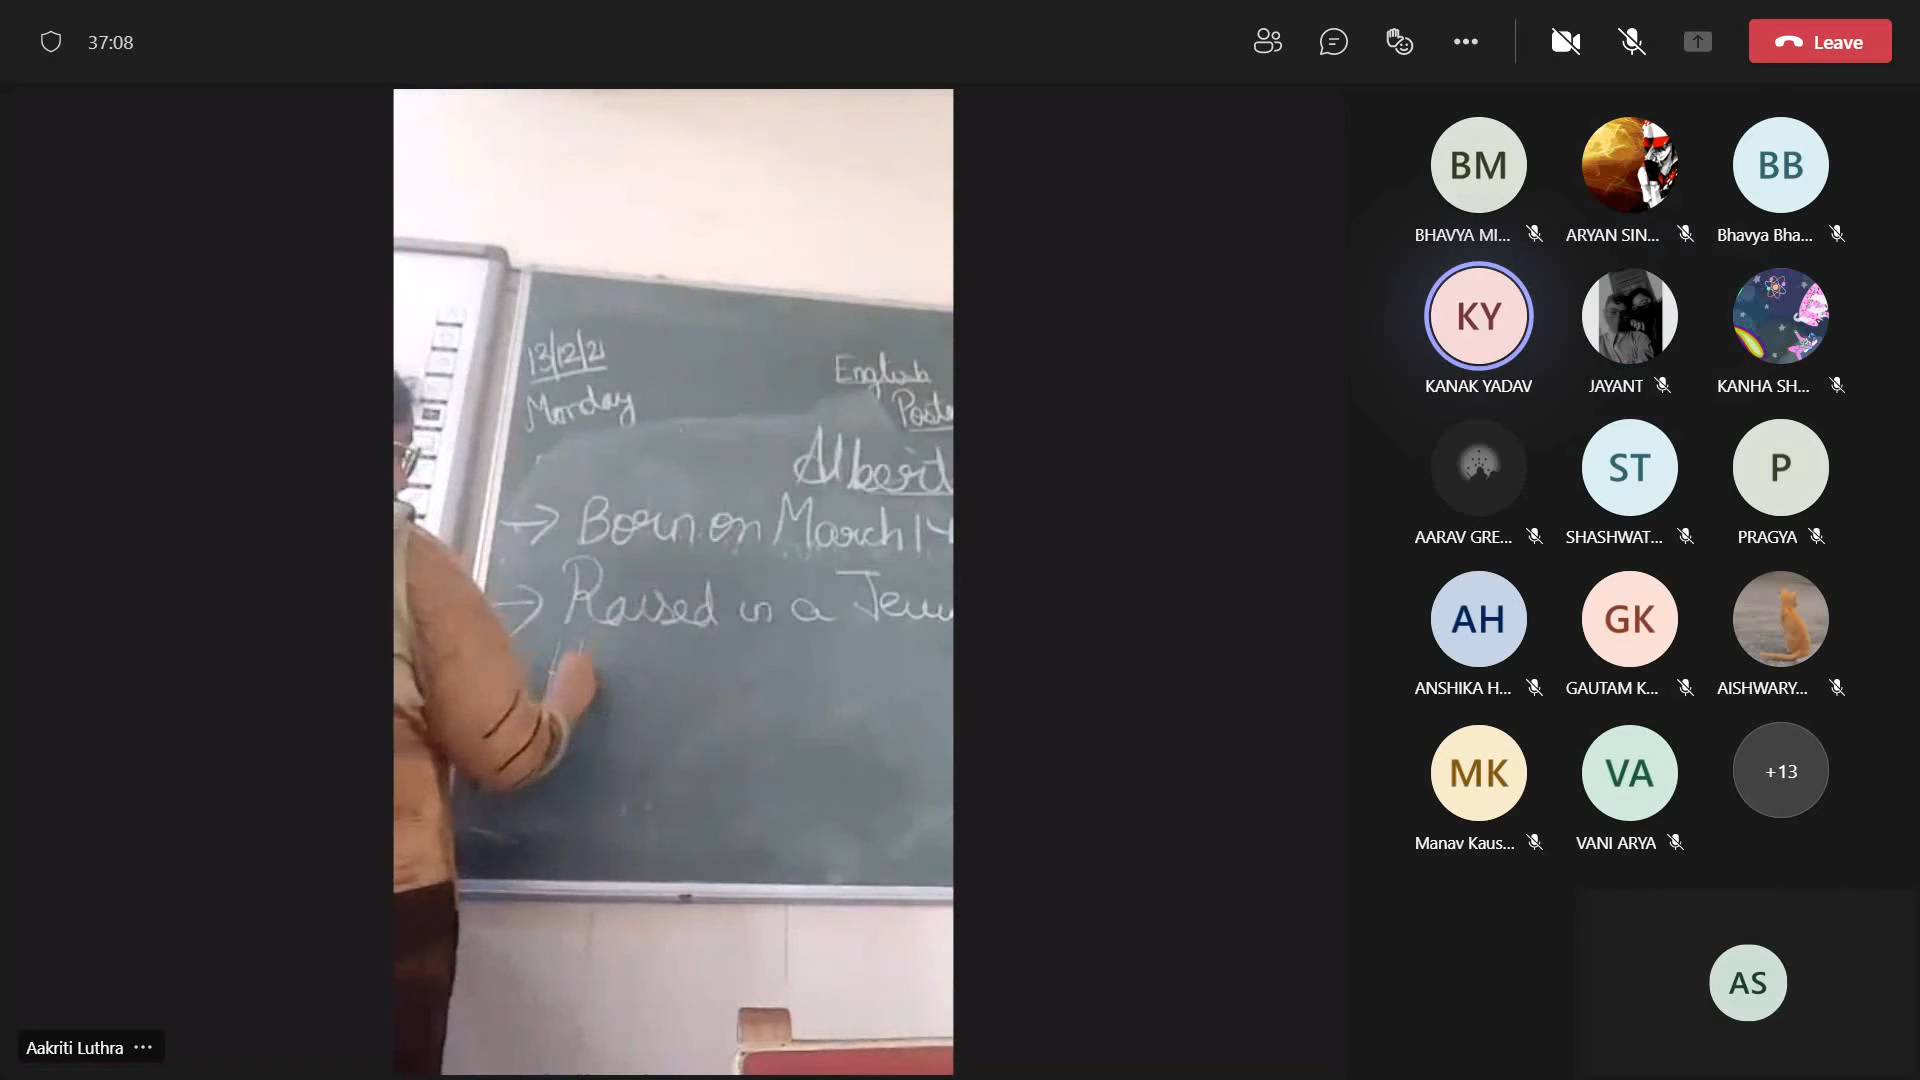 37:08
Leave
BM
BB
BHAVYA MI...
ARYAN SIN...
Bhavya Bha...
KY
KANAK YADAV
JAYANT
KANHA SH...
ST
P
AARAV GRE...
SHASHWAT...
PRAGYA
AH
GK
ANSHIKA H...
GAUTAM K...
AISHWARY...
MK
VA
+13
Manav Kaus...
VANI ARYA
AS
13/12/21
Monday
English
Poste
Albert
→ Born on March 14
→ Raised in a Jew
Aakriti Luthra